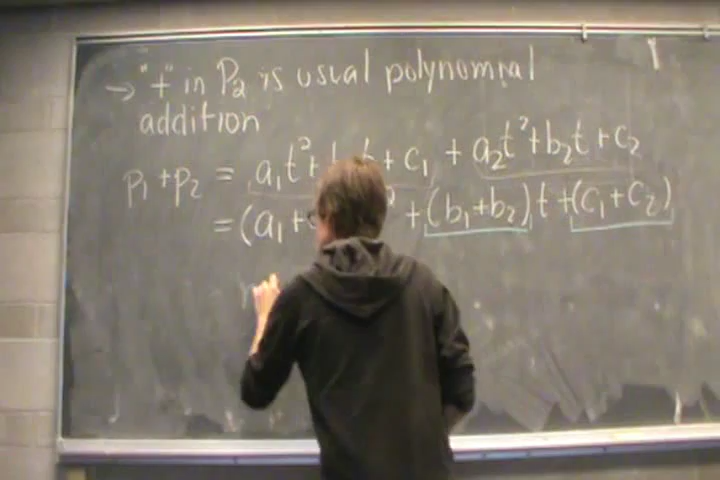 → "+" in P₂ is usual polynomial
addition
p₁ + p₂ = a₁t² + t + c₁ + a₂t² + b₂t + c₂
= (a₁ + + (b₁+b₂) t + (c₁+c₂)